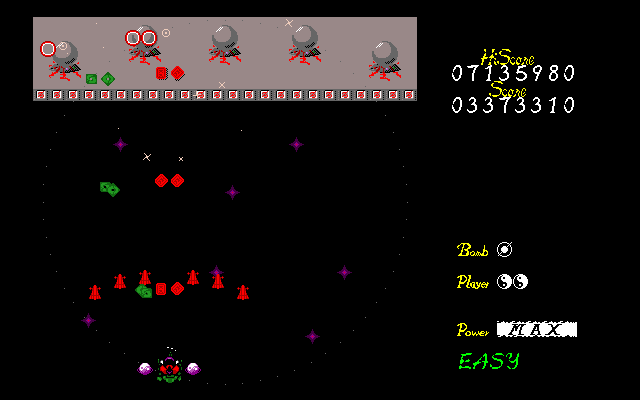 HiScore
07135980
Score
03373310
Bomb
Player
Power MAX
EASY